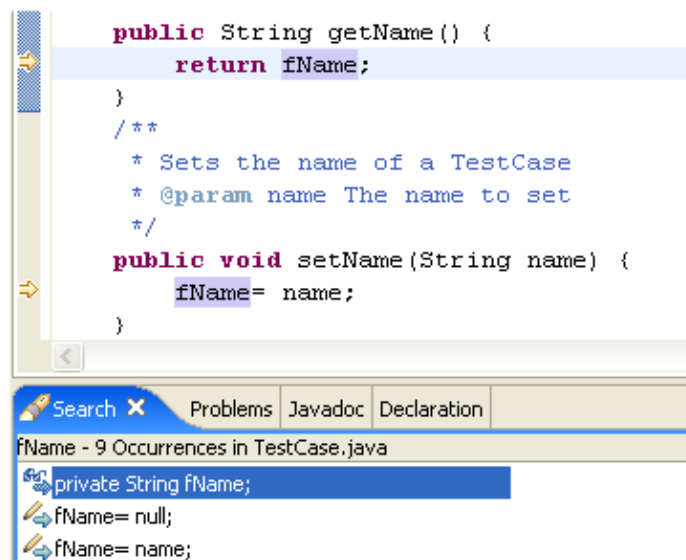 public String getName() {
return fName;
}
/**
* Sets the name of a TestCase
* @param name The name to set
*/
public void setName(String name) {
fName= name;
}
Search Problems Javadoc Declaration
fName - 9 Occurrences in TestCase.java
private String fName;
fName= null;
fName= name;